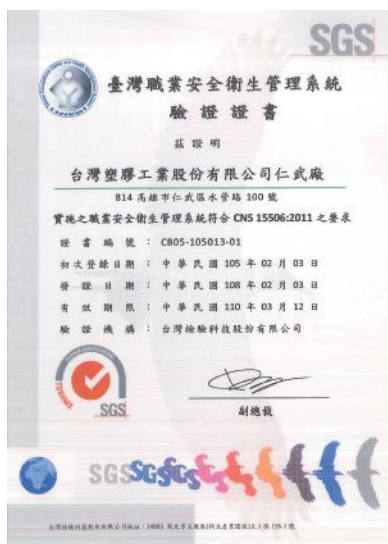 SGS
臺灣職業安全衛生管理系統
驗證證書
茲證明
台灣塑膠工業股份有限公司仁武廠
814 高雄市仁武區水管路 100 號
實施之職業安全衛生管理系統符合 CNS 15506:2011 之要求
證書編號 : CB05-105013-01
初次登錄日期 : 中華民國 105 年 02 月 03 日
發證日期 : 中華民國 108 年 02 月 03 日
有效期限 : 中華民國 110 年 03 月 12 日
驗證機構 : 台灣檢驗科技股份有限公司
TOSHMS
SGS
副總裁
SGSSGSGSGS